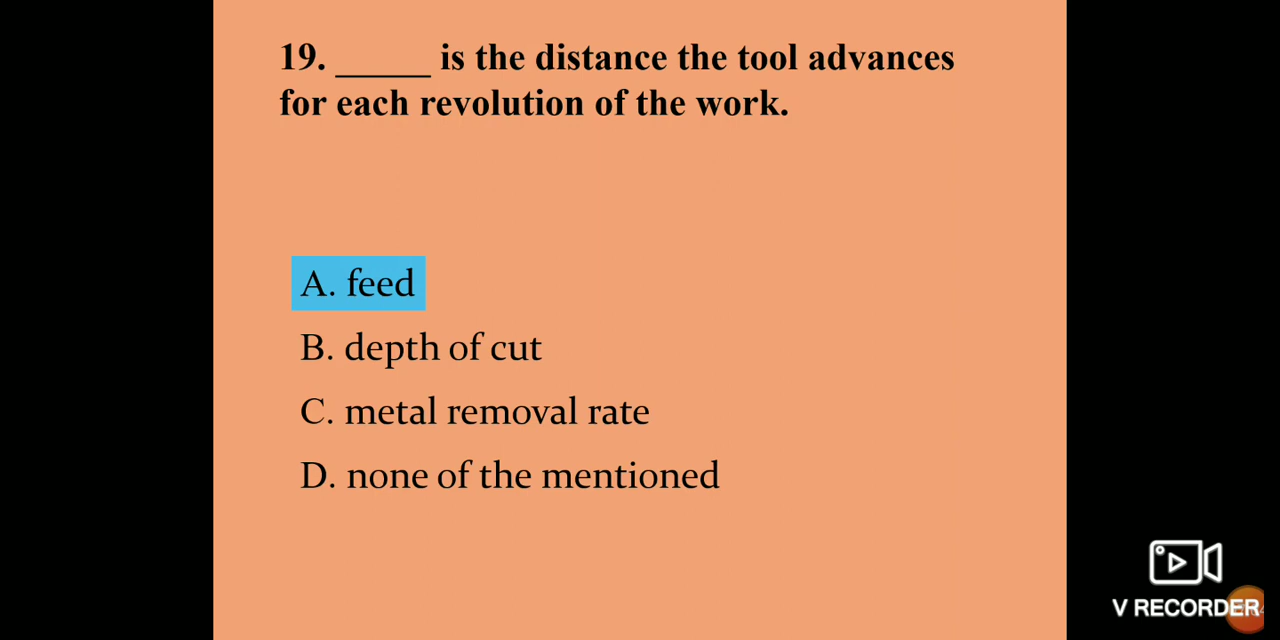 19. _____ is the distance the tool advances
for each revolution of the work.
A. feed
B. depth of cut
C. metal removal rate
D. none of the mentioned
V RECORDER